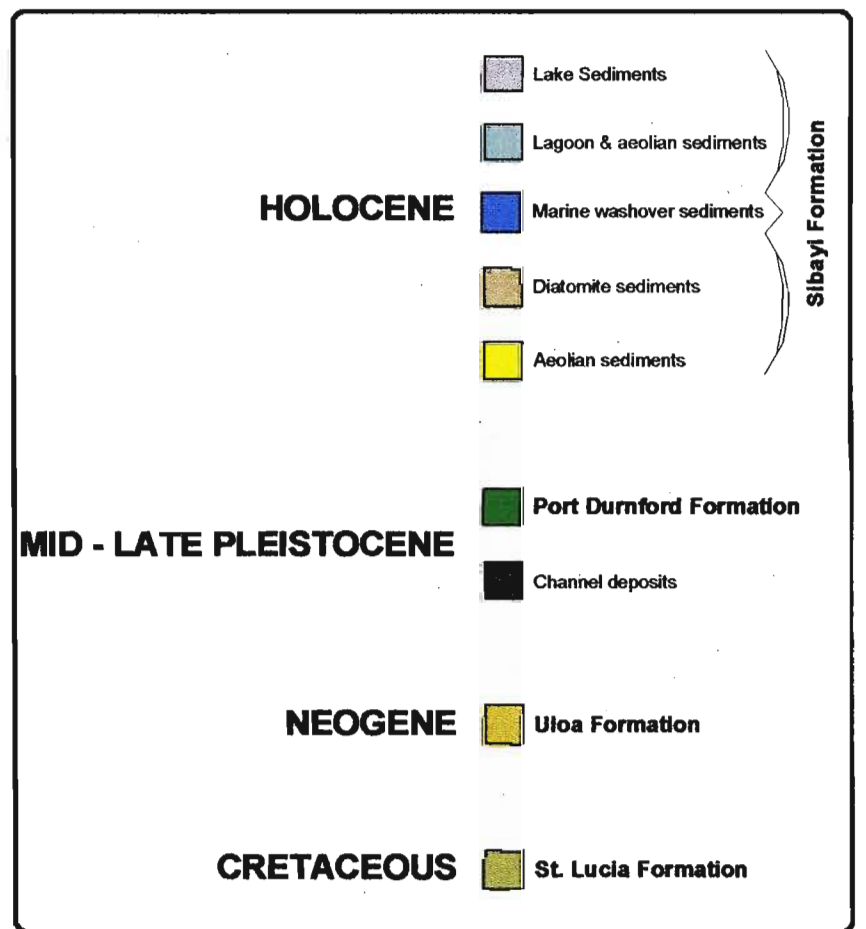 Lake Sediments
Lagoon & aeolian sediments
HOLOCENE
Marine washover sediments
Diatomite sediments
Aeolian sediments
Sibayi Formation
Port Durnford Formation
MID - LATE PLEISTOCENE
Channel deposits
NEOGENE
Uloa Formation
CRETACEOUS
St. Lucia Formation